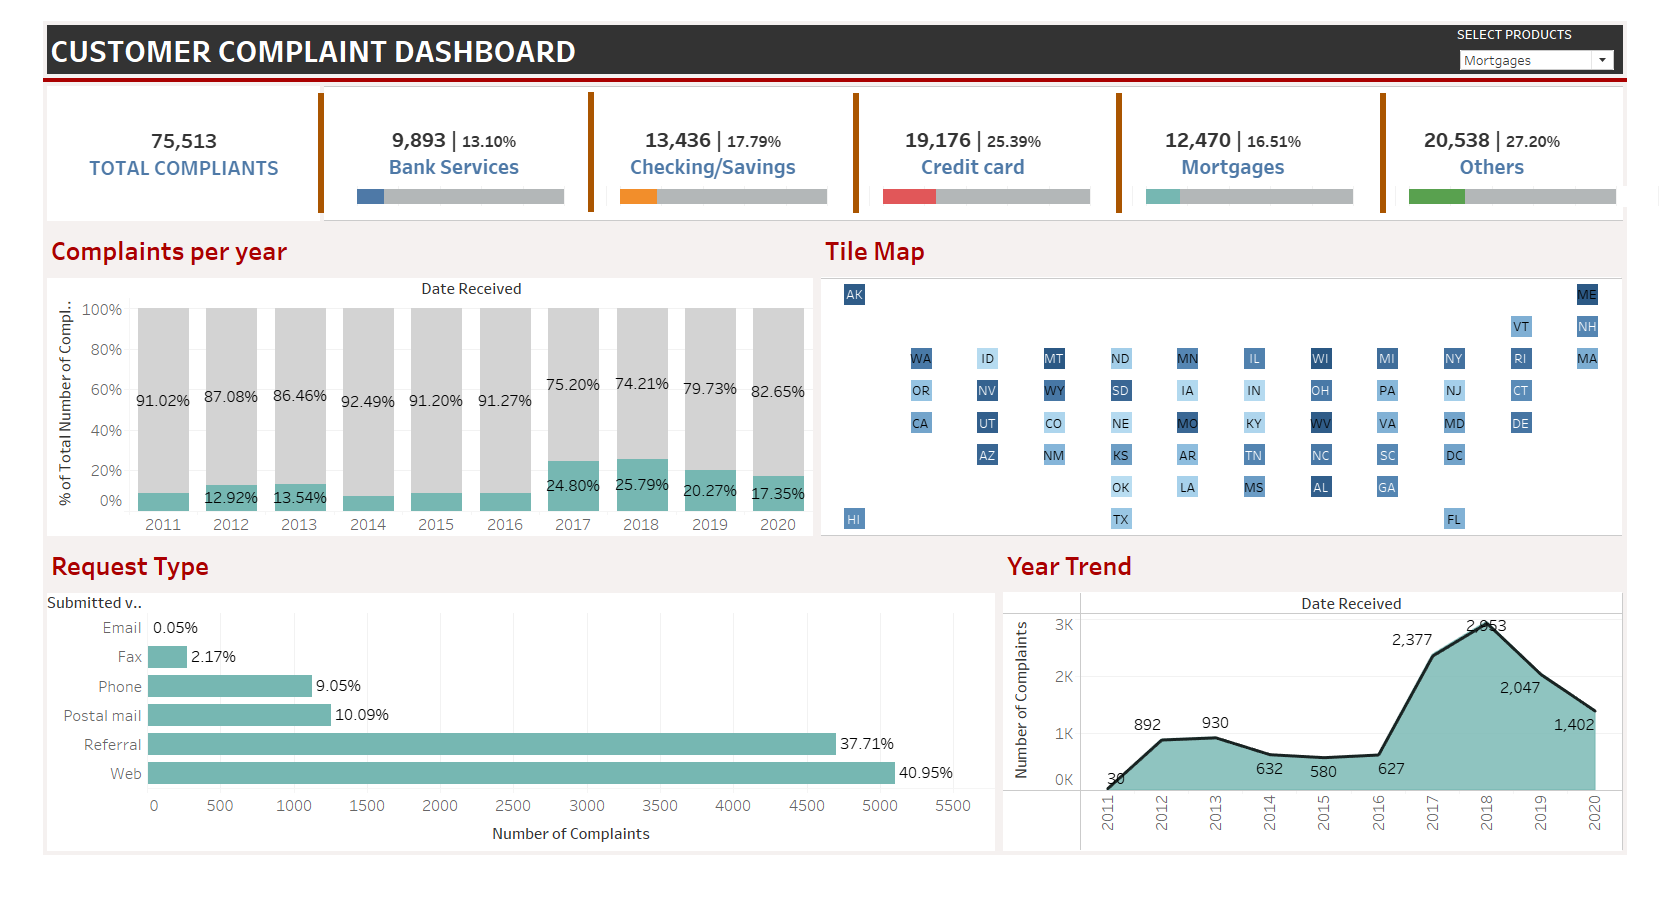 CUSTOMER COMPLAINT DASHBOARD
SELECT PRODUCTS
Mortgages
75,513
TOTAL COMPLIANTS
9,893 | 13.10%
Bank Services
13,436 | 17.79%
Checking/Savings
19,176 | 25.39%
Credit card
12,470 | 16.51%
Mortgages
20,538 | 27.20%
Others
Complaints per year
Date Received
% of Total Number of Compl..
100%
80%
60%
40%
20%
0%
91.02% 87.08% 86.46% 92.49% 91.20% 91.27% 75.20% 74.21% 79.73% 82.65%
12.92% 13.54% 24.80% 25.79% 20.27% 17.35%
2011 2012 2013 2014 2015 2016 2017 2018 2019 2020
Tile Map
AK ME
VT NH
WA ID MT ND MN IL WI MI NY RI MA
OR NV WY SD IA IN OH PA NJ CT
CA UT CO NE MO KY WV VA MD DE
AZ NM KS AR TN NC SC DC
OK LA MS AL GA
HI TX FL
Request Type
Submitted v..
Email 0.05%
Fax 2.17%
Phone 9.05%
Postal mail 10.09%
Referral 37.71%
Web 40.95%
0 500 1000 1500 2000 2500 3000 3500 4000 4500 5000 5500
Number of Complaints
Year Trend
Date Received
Number of Complaints
3K
2K
1K
0K
30 892 930 632 580 627 2,377 2,953 2,047 1,402
2011 2012 2013 2014 2015 2016 2017 2018 2019 2020